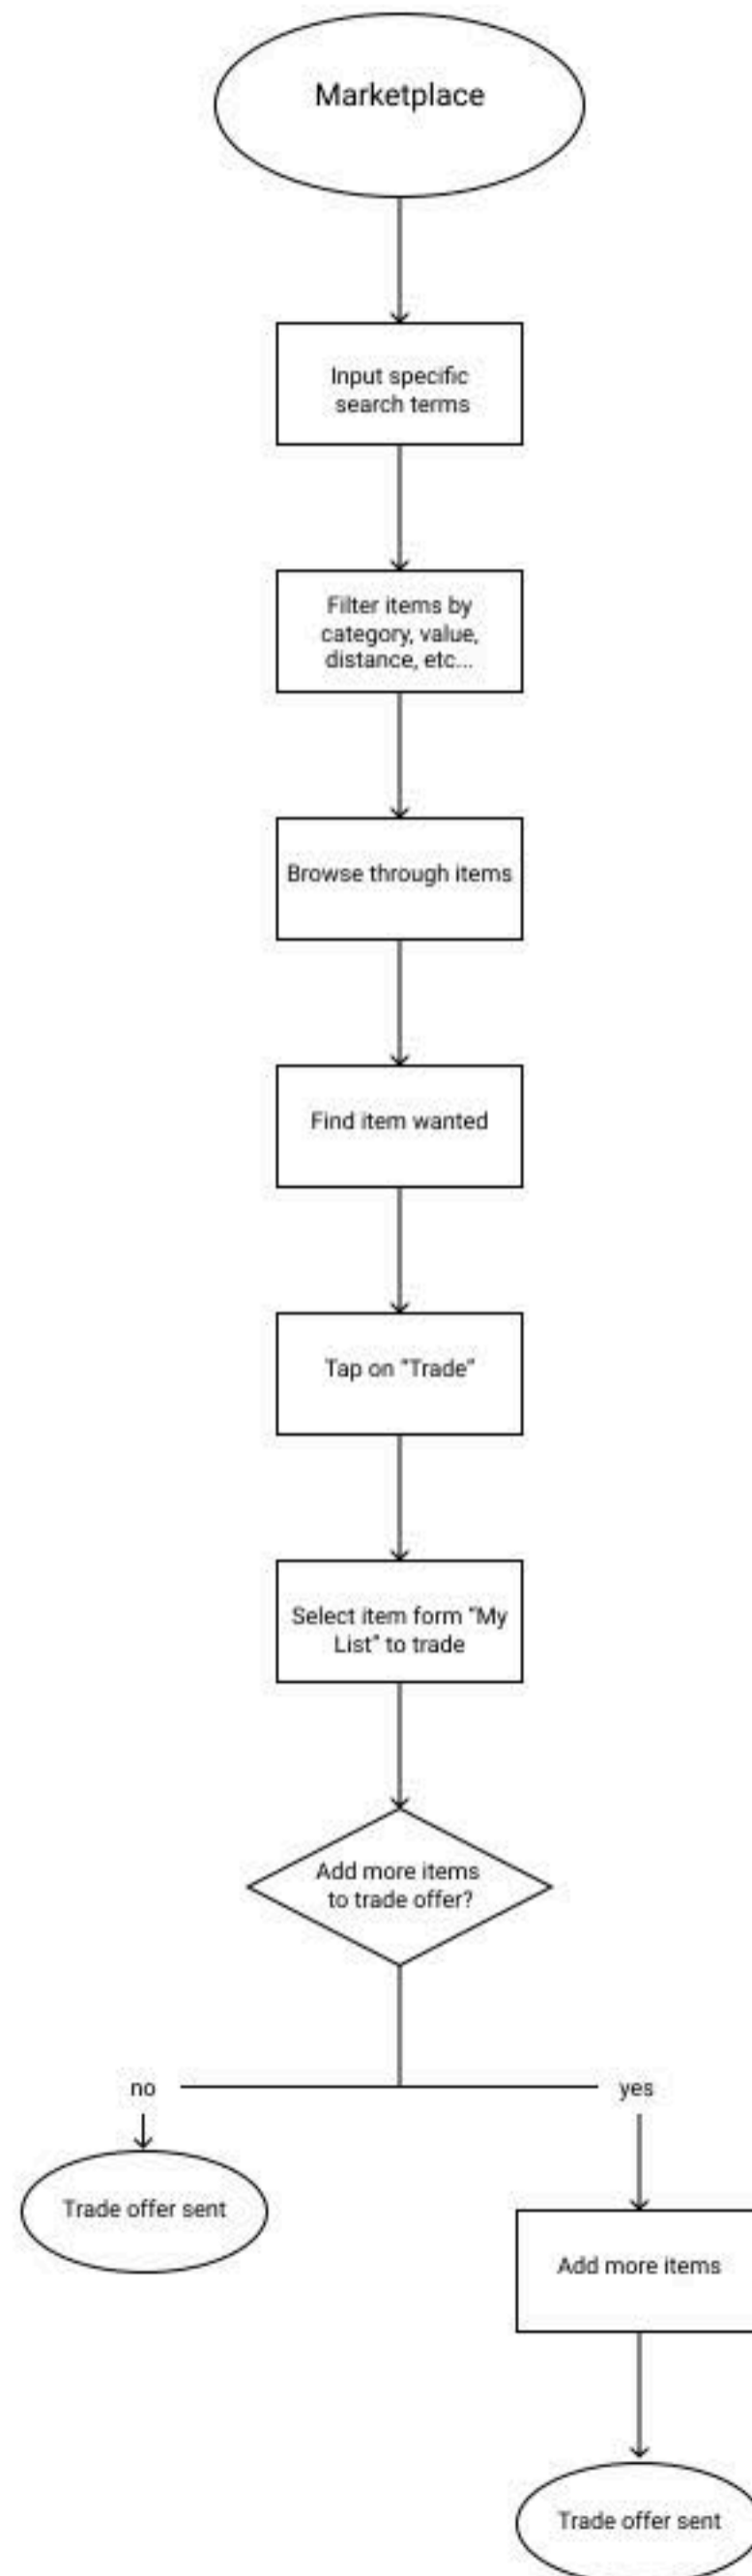 Marketplace
Input specific
search terms
Filter items by
category, value,
distance, etc...
Browse through items
Find item wanted
Tap on “Trade”
Select item form “My
List” to trade
Add more items
to trade offer?
no
yes
Trade offer sent
Add more items
Trade offer sent